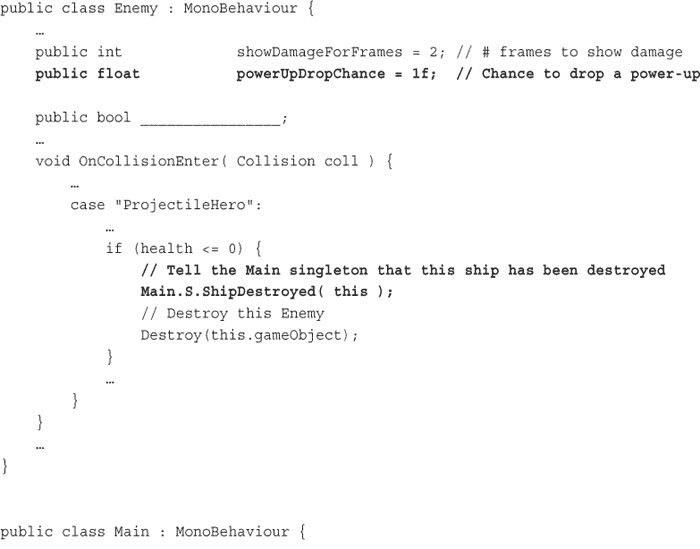 public class Enemy : MonoBehaviour {
…
public int showDamageForFrames = 2; // # frames to show damage
public float powerUpDropChance = 1f; // Chance to drop a power-up
public bool ________________;
…
void OnCollisionEnter( Collision coll ) {
…
case "ProjectileHero":
…
if (health <= 0) {
// Tell the Main singleton that this ship has been destroyed
Main.S.ShipDestroyed( this );
// Destroy this Enemy
Destroy(this.gameObject);
}
…
}
}
…
}
public class Main : MonoBehaviour {